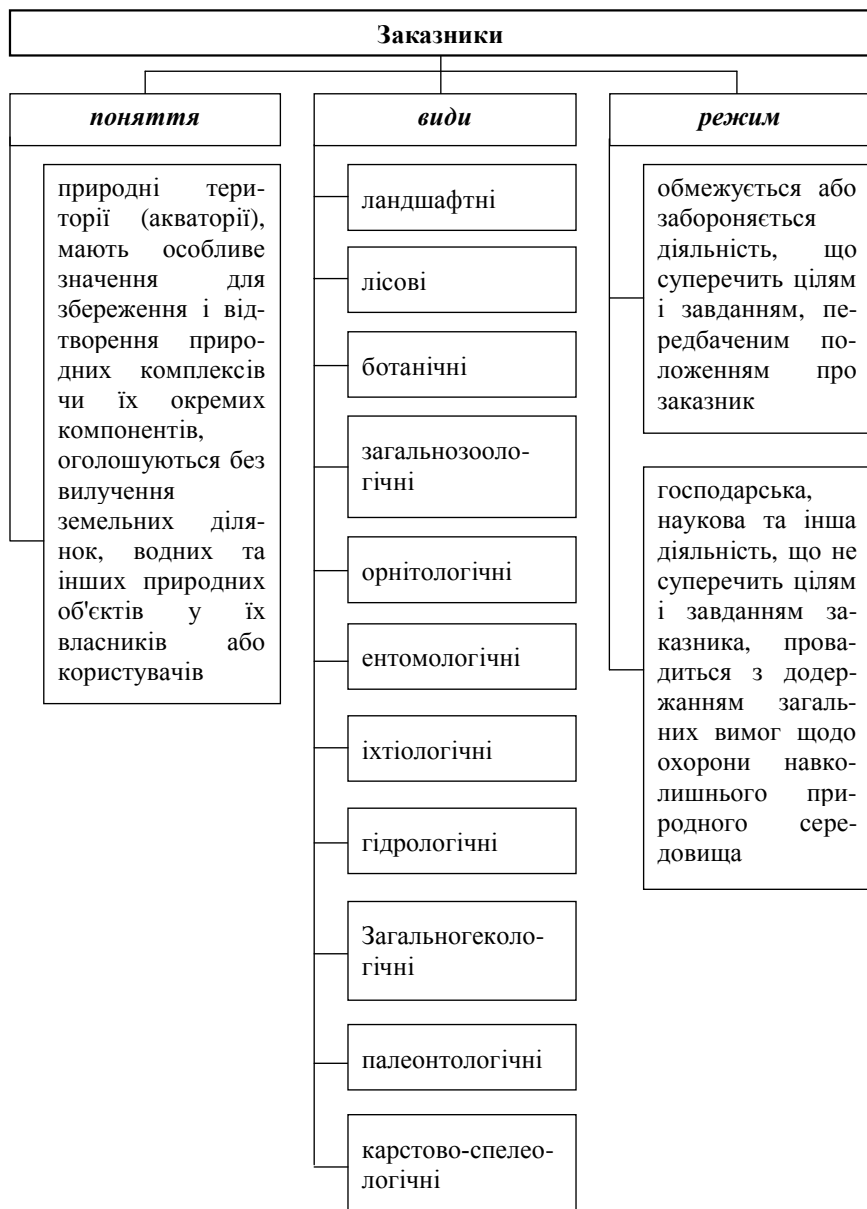 Заказники
поняття
природні тери-
торії (акваторії),
мають особливе
значення для
збереження і від-
творення приро-
дних комплексів
чи їх окремих
компонентів,
оголошуються без
вилучення
земельних діля-
нок, водних та
інших природних
об'єктів у їх
власників або
користувачів
види
ландшафтні
лісові
ботанічні
загальнозооло-
гічні
орнітологічні
ентомологічні
іхтіологічні
гідрологічні
Загальногеколо-
гічні
палеонтологічні
карстово-спелео-
логічні
режим
обмежується або
забороняється
діяльність, що
суперечить цілям
і завданням, пе-
редбаченим по-
ложенням про
заказник
господарська,
наукова та інша
діяльність, що не
суперечить цілям
і завданням за-
казника, прова-
диться з додер-
жанням загаль-
них вимог щодо
охорони навко-
лишнього при-
родного сере-
довища